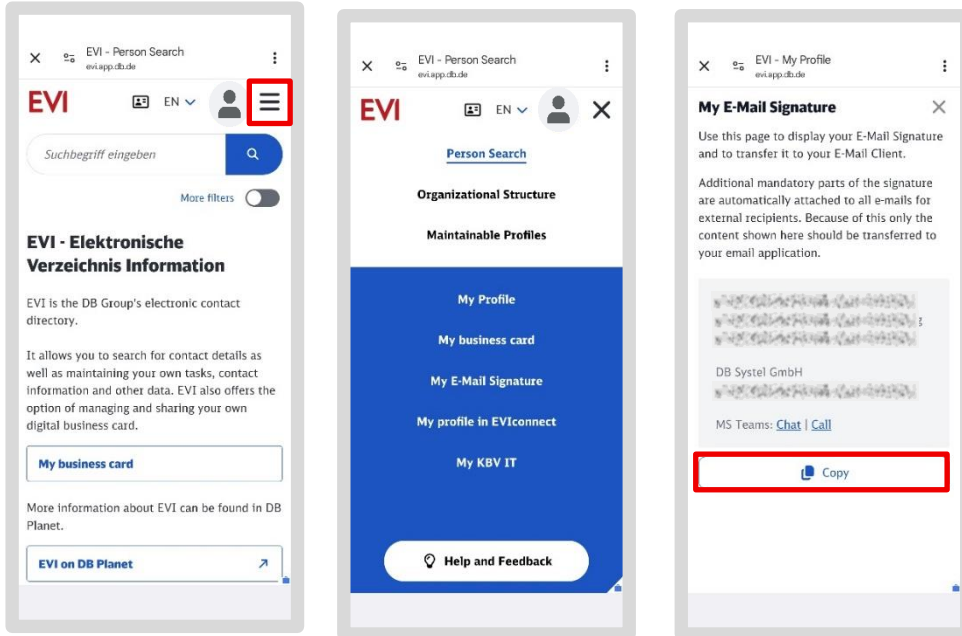 EVI - Person Search
evi.app.db.de
EVI
EN
Suchbegriff eingeben
More filters
EVI - Elektronische
Verzeichnis Information
EVI is the DB Group's electronic contact
directory.
It allows you to search for contact details as
well as maintaining your own tasks, contact
information and other data. EVI also offers the
option of managing and sharing your own
digital business card.
My business card
More information about EVI can be found in DB
Planet.
EVI on DB Planet
EVI - Person Search
evi.app.db.de
EVI
EN
Person Search
Organizational Structure
Maintainable Profiles
My Profile
My business card
My E-Mail Signature
My profile in EVIconnect
My KBV IT
Help and Feedback
EVI - My Profile
evi.app.db.de
My E-Mail Signature
Use this page to display your E-Mail Signature
and to transfer it to your E-Mail Client.
Additional mandatory parts of the signature
are automatically attached to all e-mails for
external recipients. Because of this only the
content shown here should be transferred to
your email application.
DB Systel GmbH
MS Teams: Chat | Call
Copy